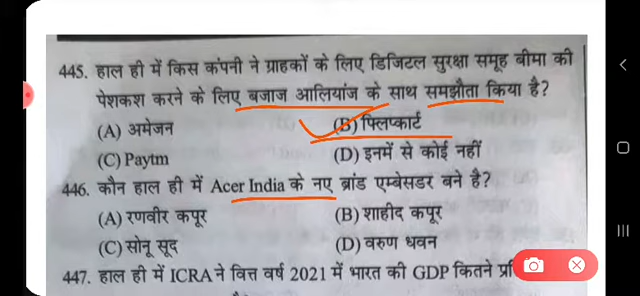 445. हाल ही में किस कंपनी ने ग्राहकों के लिए डिजिटल सुरक्षा समूह बीमा की
पेशकश करने के लिए बजाज आलियांज के साथ समझौता किया है?
(A) अमेजन (B) फ्लिप्कार्ट
(C) Paytm (D) इनमें से कोई नहीं
446. कौन हाल ही में Acer India के नए ब्रांड एम्बेसडर बने है?
(A) रणवीर कपूर (B) शाहीद कपूर
(C) सोनू सूद (D) वरुण धवन
447. हाल ही में ICRA ने वित्त वर्ष 2021 में भारत की GDP कितने